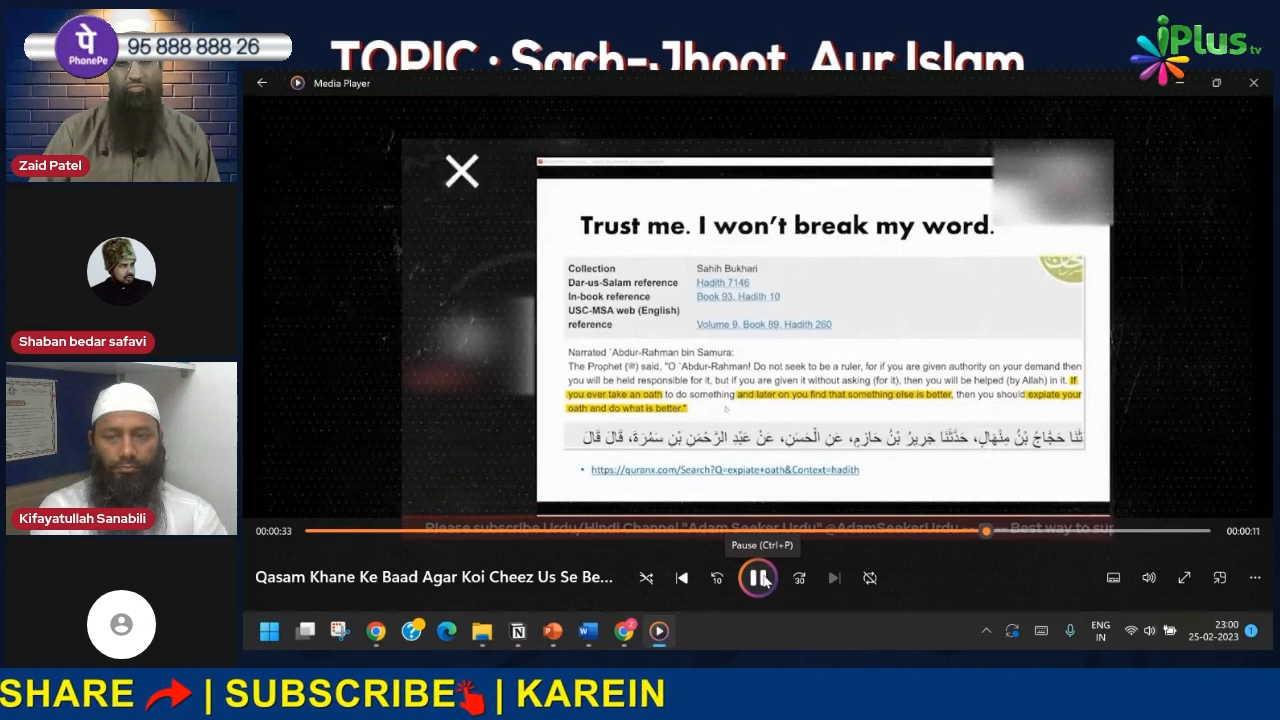 पे
PhonePe
95 888 888 26
TOPIC : Sach-Jhoot Aur Islam
iPlus tv
Media Player
Zaid Patel
Trust me. I won't break my word.
Collection Sahih Bukhari
Dar-us-Salam reference Hadith 7146
In-book reference Book 93, Hadith 10
USC-MSA web (English)
reference Volume 9, Book 89, Hadith 260
Narrated `Abdur-Rahman bin Samura:
The Prophet (ﷺ) said, "O `Abdur-Rahman! Do not seek to be a ruler, for if you are given authority on your demand then
you will be held responsible for it, but if you are given it without asking (for it), then you will be helped (by Allah) in it. If
you ever take an oath to do something and later on you find that something else is better, then you should expiate your
oath and do what is better."
ثَنَا حَجَّاجُ بْنُ مِنْهَالٍ، حَدَّثَنَا جَرِيرُ بْنُ حَازِمٍ، عَنِ الْحَسَنِ، عَنْ عَبْدِ الرَّحْمَنِ بْنِ سَمُرَةَ، قَالَ قَالَ
• https://quranx.com/Search?Q=expiate+oath&Context=hadith
Shaban bedar safavi
Kifayatullah Sanabili
Please subscribe Urdu/Hindi Channel "Adam Seeker Urdu" @AdamSeekerUrdu Best way to sup
00:00:33
00:00:11
Pause (Ctrl+P)
Qasam Khane Ke Baad Agar Koi Cheez Us Se Be...
10
30
ENG
IN
23:00
25-02-2023
1
SHARE | SUBSCRIBE | KAREIN